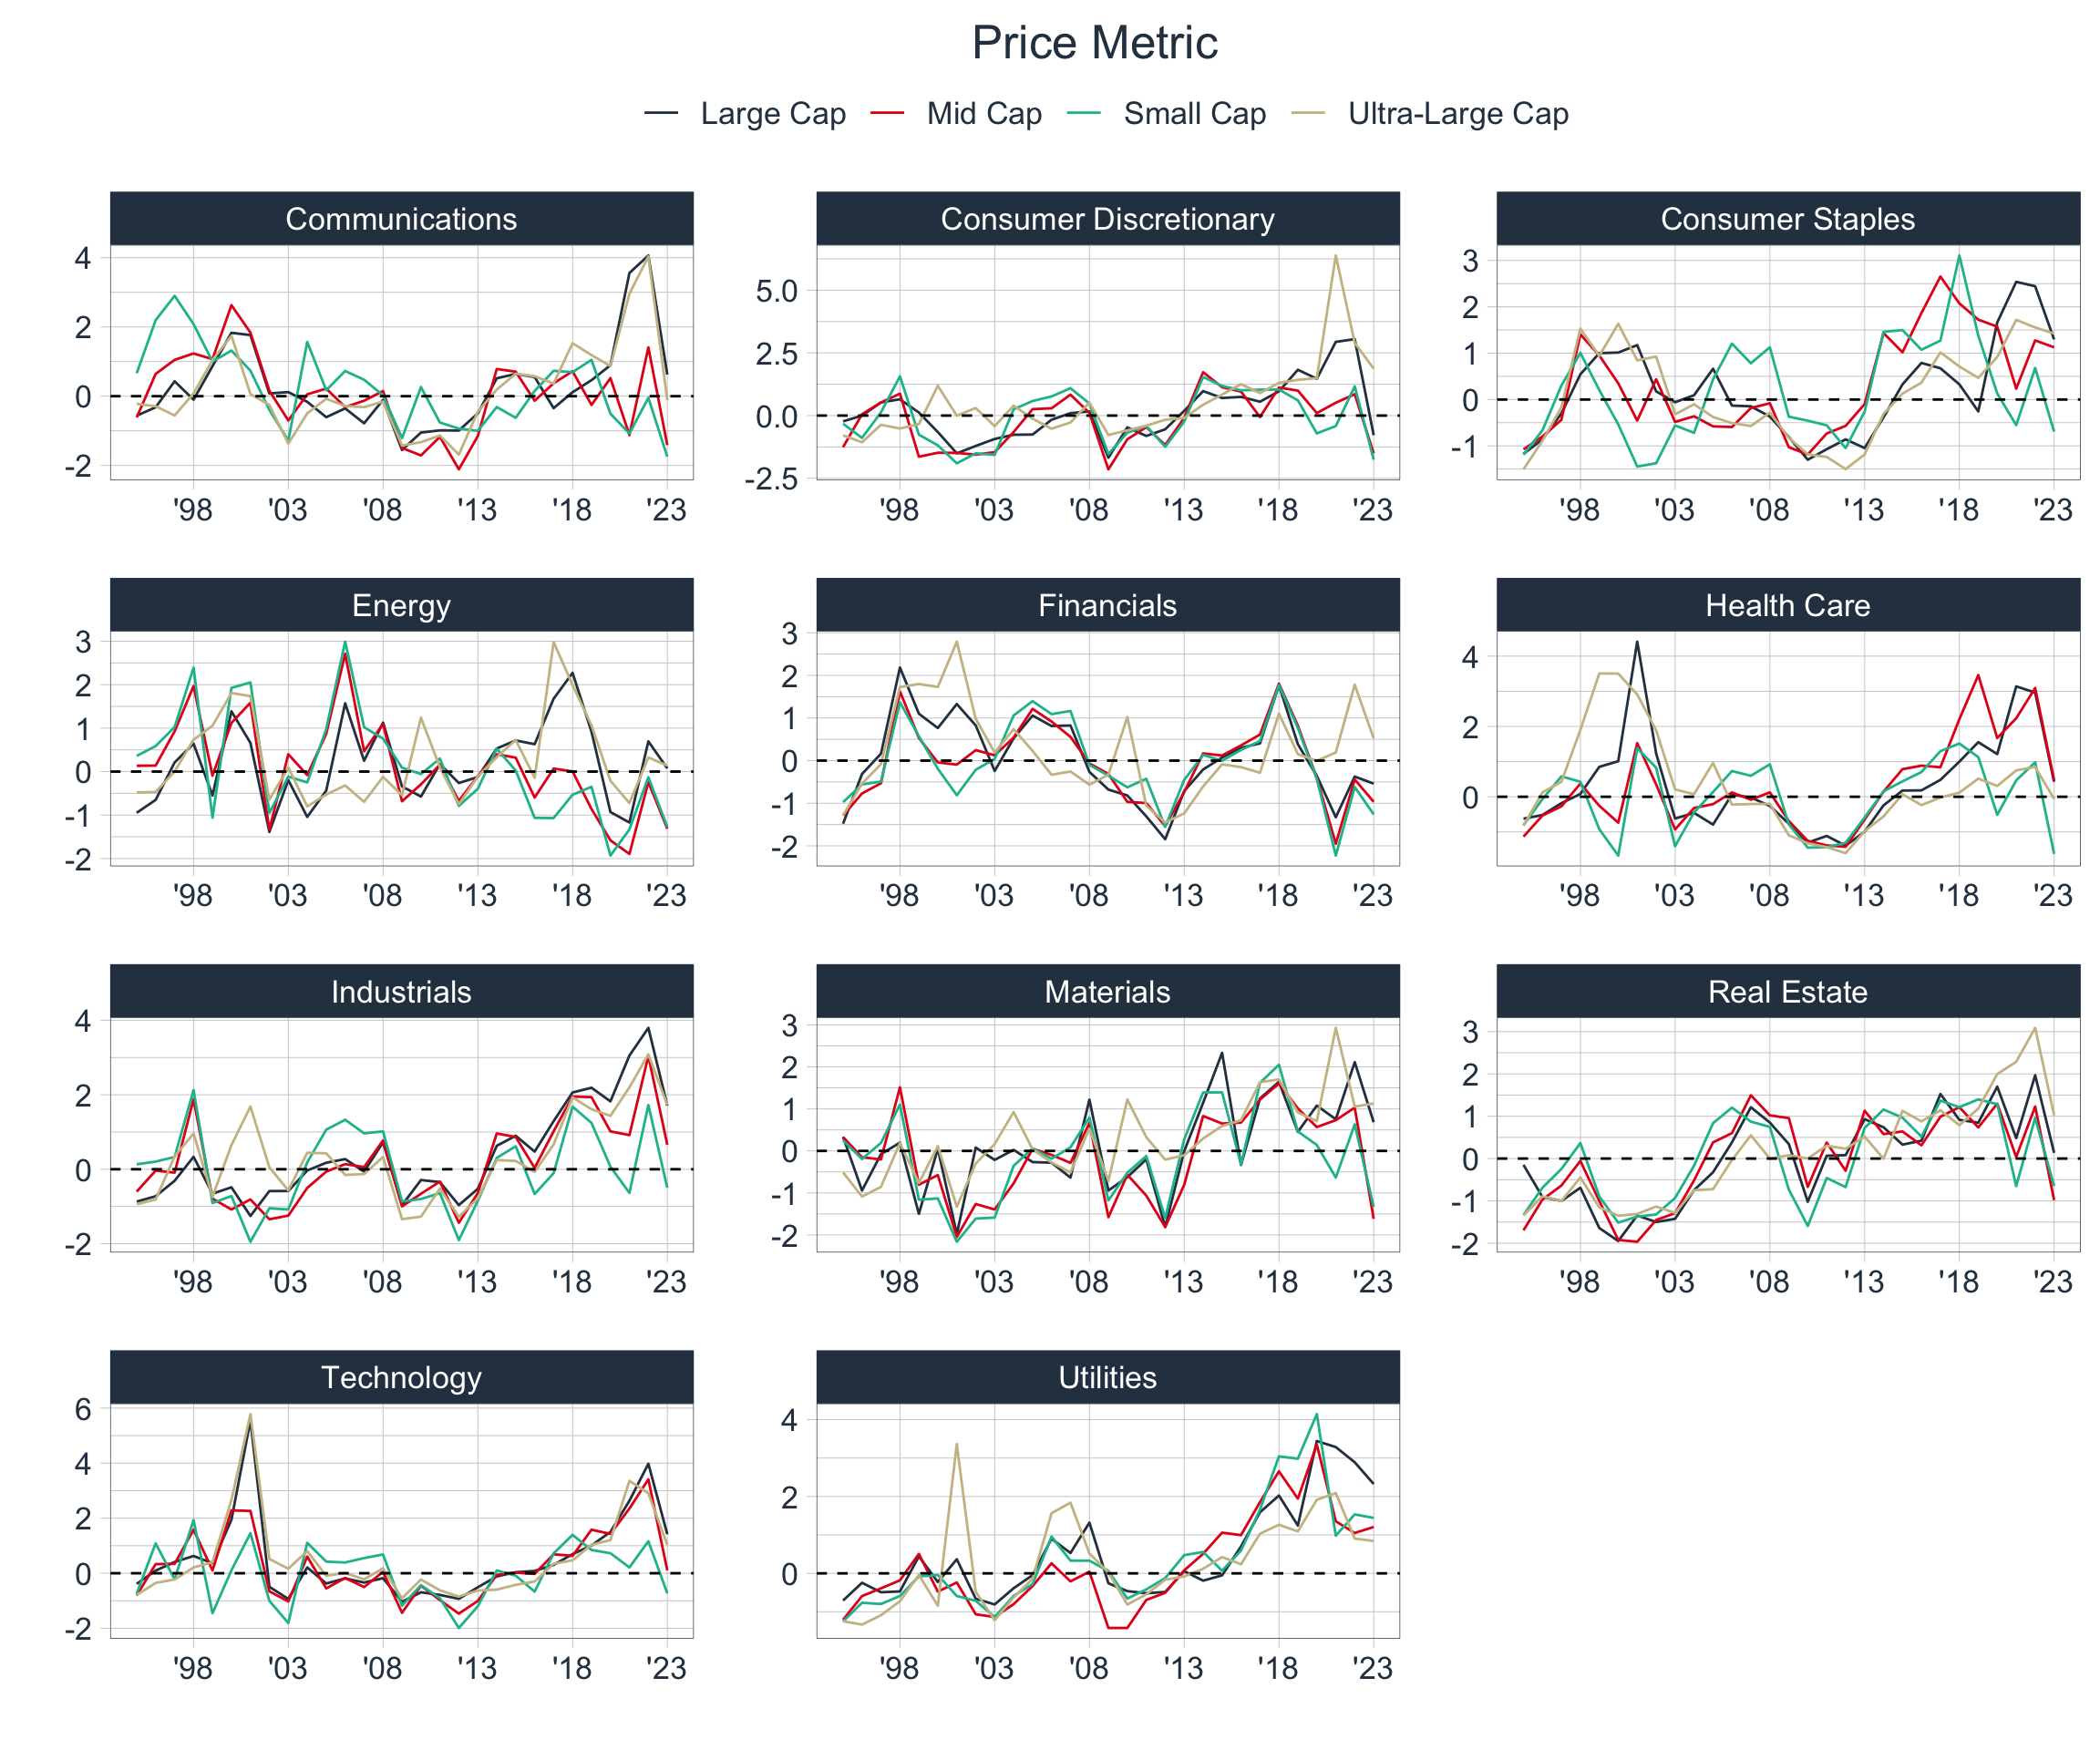 Price Metric
Large Cap Mid Cap Small Cap Ultra-Large Cap
Communications Consumer Discretionary Consumer Staples
4 2 0 -2
5.0 2.5 0.0 -2.5
3 2 1 0 -1
'98 '03 '08 '13 '18 '23 '98 '03 '08 '13 '18 '23 '98 '03 '08 '13 '18 '23
Energy Financials Health Care
3 2 1 0 -1 -2
3 2 1 0 -1 -2
4 2 0
'98 '03 '08 '13 '18 '23 '98 '03 '08 '13 '18 '23 '98 '03 '08 '13 '18 '23
Industrials Materials Real Estate
4 2 0 -2
3 2 1 0 -1 -2
3 2 1 0 -1 -2
'98 '03 '08 '13 '18 '23 '98 '03 '08 '13 '18 '23 '98 '03 '08 '13 '18 '23
Technology Utilities
6 4 2 0 -2
4 2 0
'98 '03 '08 '13 '18 '23 '98 '03 '08 '13 '18 '23